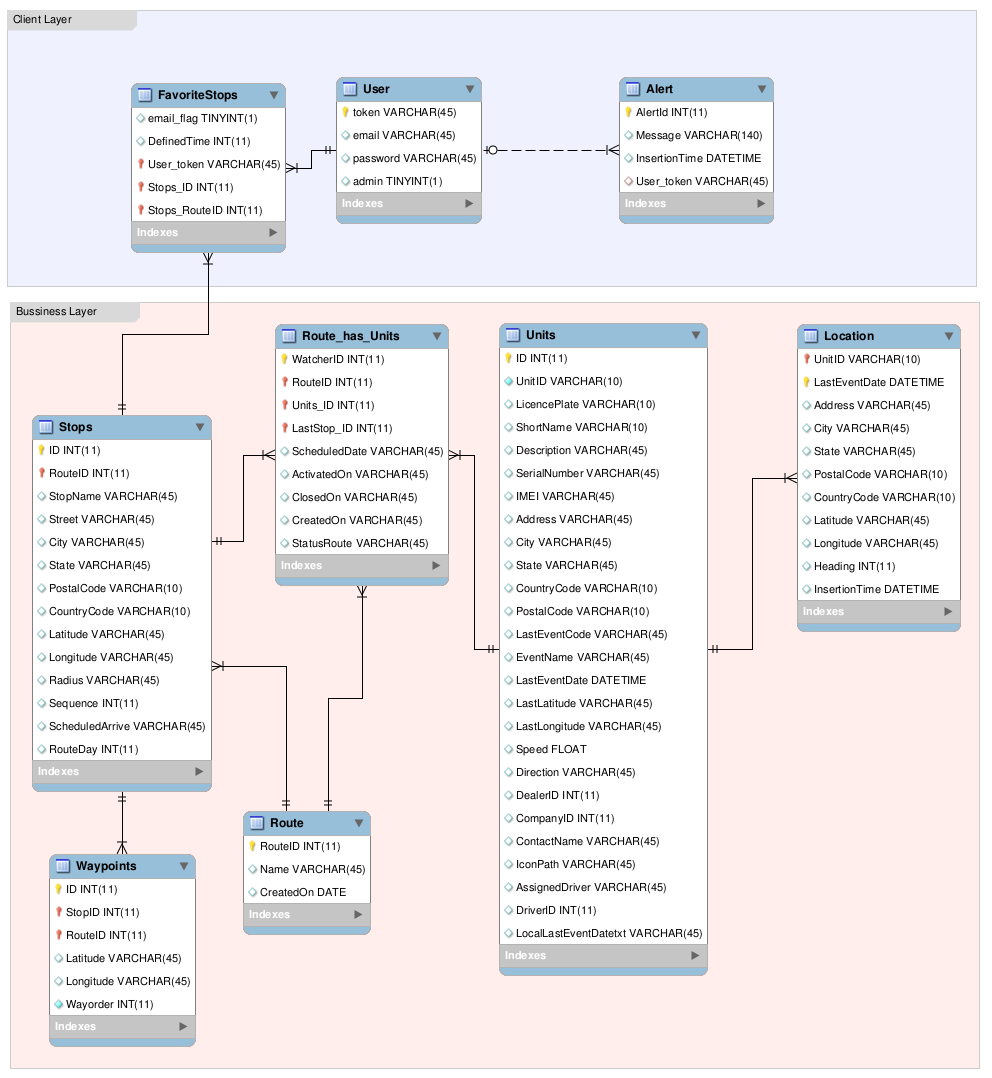 Client Layer
FavoriteStops
email_flag TINYINT(1)
DefinedTime INT(11)
User_token VARCHAR(45)
Stops_ID INT(11)
Stops_RouteID INT(11)
Indexes
User
token VARCHAR(45)
email VARCHAR(45)
password VARCHAR(45)
admin TINYINT(1)
Indexes
Alert
AlertId INT(11)
Message VARCHAR(140)
InsertionTime DATETIME
User_token VARCHAR(45)
Indexes
Bussiness Layer
Stops
ID INT(11)
RouteID INT(11)
StopName VARCHAR(45)
Street VARCHAR(45)
City VARCHAR(45)
State VARCHAR(45)
PostalCode VARCHAR(10)
CountryCode VARCHAR(10)
Latitude VARCHAR(45)
Longitude VARCHAR(45)
Radius VARCHAR(45)
Sequence INT(11)
ScheduledArrive VARCHAR(45)
RouteDay INT(11)
Indexes
Waypoints
ID INT(11)
StopID INT(11)
RouteID INT(11)
Latitude VARCHAR(45)
Longitude VARCHAR(45)
Wayorder INT(11)
Indexes
Route_has_Units
WatcherID INT(11)
RouteID INT(11)
Units_ID INT(11)
LastStop_ID INT(11)
ScheduledDate VARCHAR(45)
ActivatedOn VARCHAR(45)
ClosedOn VARCHAR(45)
CreatedOn VARCHAR(45)
StatusRoute VARCHAR(45)
Indexes
Route
RouteID INT(11)
Name VARCHAR(45)
CreatedOn DATE
Indexes
Units
ID INT(11)
UnitID VARCHAR(10)
LicencePlate VARCHAR(10)
ShortName VARCHAR(10)
Description VARCHAR(45)
SerialNumber VARCHAR(45)
IMEI VARCHAR(45)
Address VARCHAR(45)
City VARCHAR(45)
State VARCHAR(45)
CountryCode VARCHAR(10)
PostalCode VARCHAR(10)
LastEventCode VARCHAR(45)
EventName VARCHAR(45)
LastEventDate DATETIME
LastLatitude VARCHAR(45)
LastLongitude VARCHAR(45)
Speed FLOAT
Direction VARCHAR(45)
DealerID INT(11)
CompanyID INT(11)
ContactName VARCHAR(45)
IconPath VARCHAR(45)
AssignedDriver VARCHAR(45)
DriverID INT(11)
LocalLastEventDatetxt VARCHAR(45)
Indexes
Location
UnitID VARCHAR(10)
LastEventDate DATETIME
Address VARCHAR(45)
City VARCHAR(45)
State VARCHAR(45)
PostalCode VARCHAR(10)
CountryCode VARCHAR(10)
Latitude VARCHAR(45)
Longitude VARCHAR(45)
Heading INT(11)
InsertionTime DATETIME
Indexes